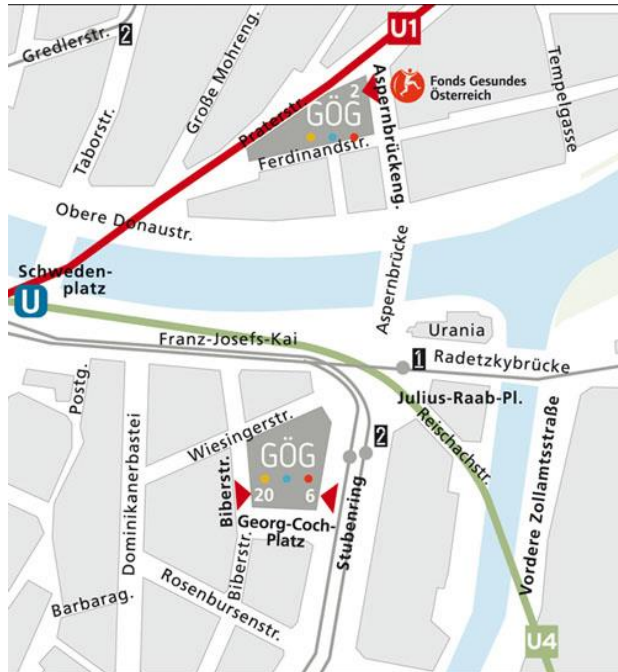 Gredlerstr.
2
Taborstr.
Große Mohreng.
U1
Praterstr.
2
GÖG
Aspernbrückeng.
Fonds Gesundes
Österreich
Tempelgasse
Ferdinandstr.
Obere Donaustr.
Schweden-
platz
U
Aspernbrücke
Urania
Franz-Josefs-Kai
1
Radetzkybrücke
Julius-Raab-Pl.
Postg.
Dominikanerbastei
Wiesingerstr.
Biberstr.
GÖG
20
6
2
Reischachstr.
Vordere Zollamtsstraße
Georg-Coch-
Platz
Stubenring
Biberstr.
Rosenbursenstr.
Barbarag.
U4